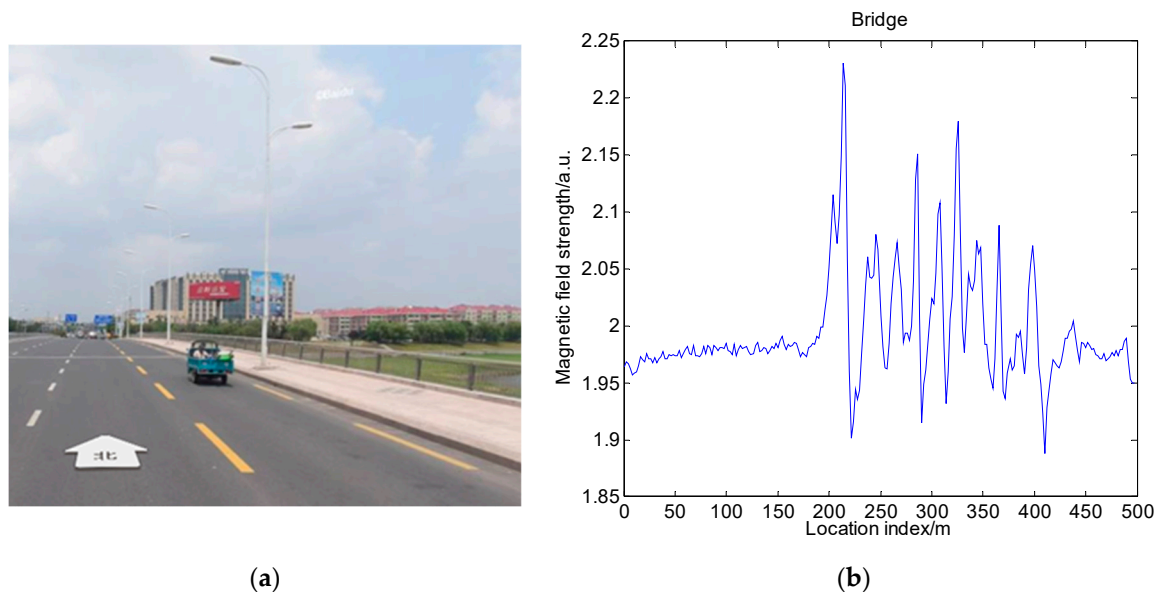 ©Baidu
北
(a)
Bridge
Magnetic field strength/a.u.
2.25
2.2
2.15
2.1
2.05
2
1.95
1.9
1.85
0 50 100 150 200 250 300 350 400 450 500
Location index/m
(b)